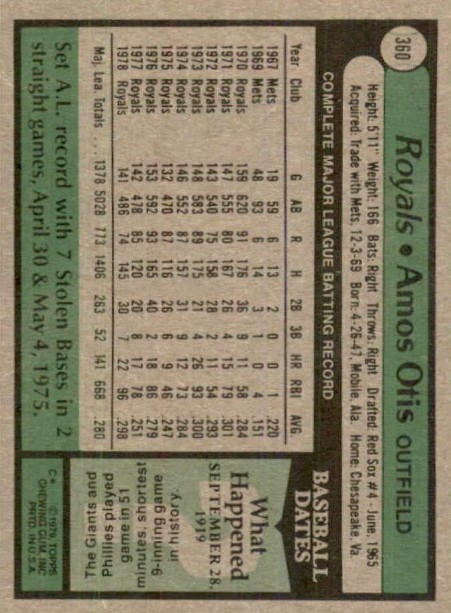 360
Royals • Amos Otis OUTFIELD
Height: 5'11" Weight: 166 Bats: Right Throws: Right Drafted: Red Sox #4 - June, 1965
Acquired: Trade with Mets, 12-3-69 Born: 4-26-47, Mobile, Ala. Home: Chesapeake, Va.
COMPLETE MAJOR LEAGUE BATTING RECORD
Year Club G AB R H 2B 3B HR RBI AVG
1967 Mets 19 59 6 13 2 0 0 1 .220
1969 Mets 48 93 6 14 3 1 0 4 .151
1970 Royals 159 620 91 176 36 9 11 58 .284
1971 Royals 147 555 80 167 26 4 15 79 .301
1972 Royals 143 540 75 158 28 2 11 54 .293
1973 Royals 148 583 89 175 21 4 26 93 .300
1974 Royals 146 552 87 157 31 9 12 73 .284
1975 Royals 132 470 87 116 26 6 9 46 .247
1976 Royals 153 592 93 165 40 2 18 86 .279
1977 Royals 142 478 85 120 20 8 17 78 .251
1978 Royals 141 486 74 145 30 7 22 96 .298
Maj. Lea. Totals ... 1378 5028 773 1406 263 52 141 668 .280
Set A.L. record with 7 Stolen Bases in 2
straight games, April 30 & May 4, 1975.
BASEBALL
DATES
What
Happened
SEPTEMBER 28,
1919
The Giants and
Phillies played
game in 51
minutes, shortest
9-inning game
in history.
C* © 1979 TOPPS
CHEWING GUM, INC.
PRTD. IN U.S.A.